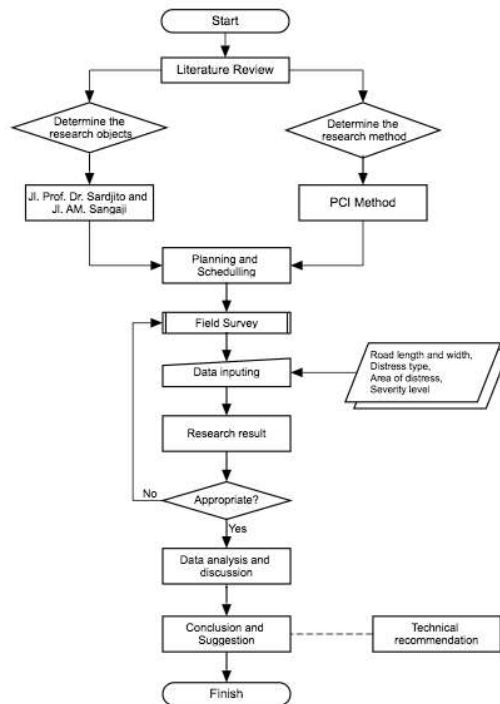 Start
Literature Review
Determine the
research objects
Determine the
research method
Jl. Prof. Dr. Sardjito and
Jl. AM. Sangaji
PCI Method
Planning and
Schedulling
Field Survey
Data inputing
Road length and width,
Distress type,
Area of distress,
Severity level
Research result
No
Appropriate?
Yes
Data analysis and
discussion
Conclusion and
Suggestion
Technical
recommendation
Finish